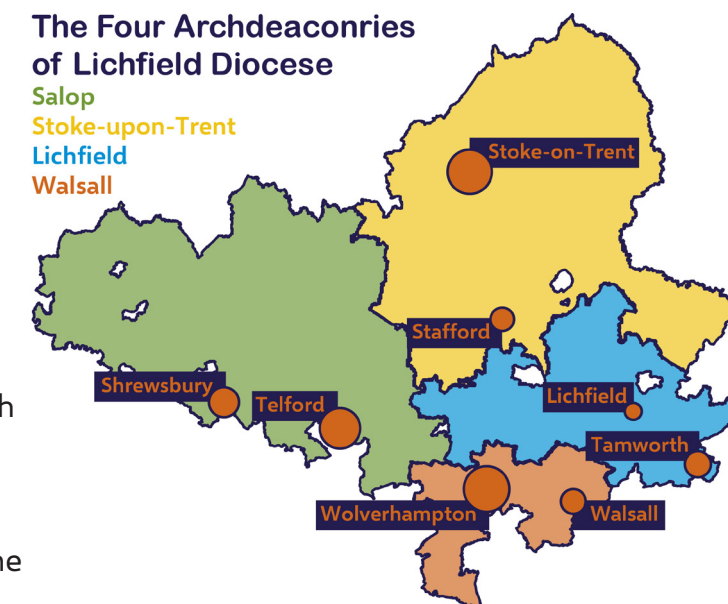 The Four Archdeaconries
of Lichfield Diocese
Salop
Stoke-upon-Trent
Lichfield
Walsall
Stoke-on-Trent
Stafford
Shrewsbury
Telford
Lichfield
Tamworth
Wolverhampton
Walsall